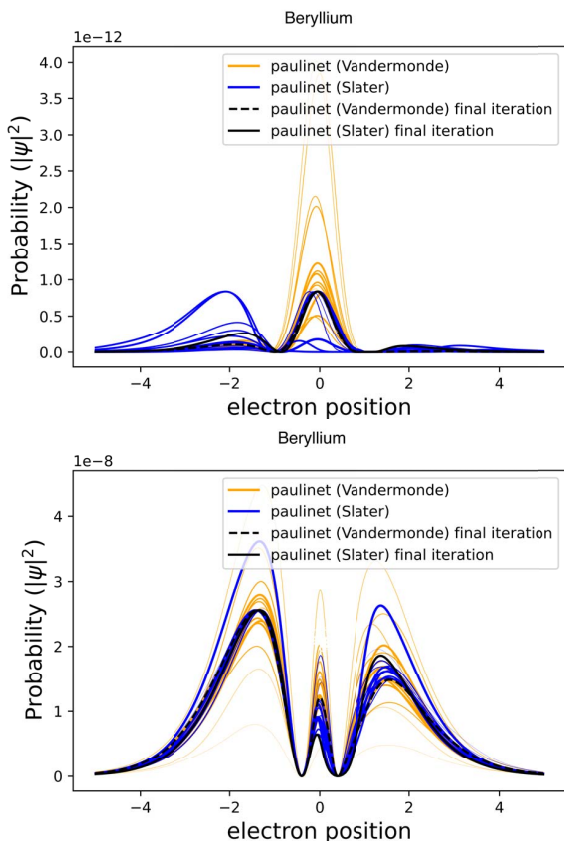 Beryllium
1e−12
paulinet (Vandermonde)
paulinet (Slater)
paulinet (Vandermonde) final iteration
paulinet (Slater) final iteration
Probability (|ψ|²)
4.0
3.5
3.0
2.5
2.0
1.5
1.0
0.5
0.0
−4 −2 0 2 4
electron position
Beryllium
1e−8
paulinet (Vandermonde)
paulinet (Slater)
paulinet (Vandermonde) final iteration
paulinet (Slater) final iteration
Probability (|ψ|²)
4
3
2
1
0
−4 −2 0 2 4
electron position